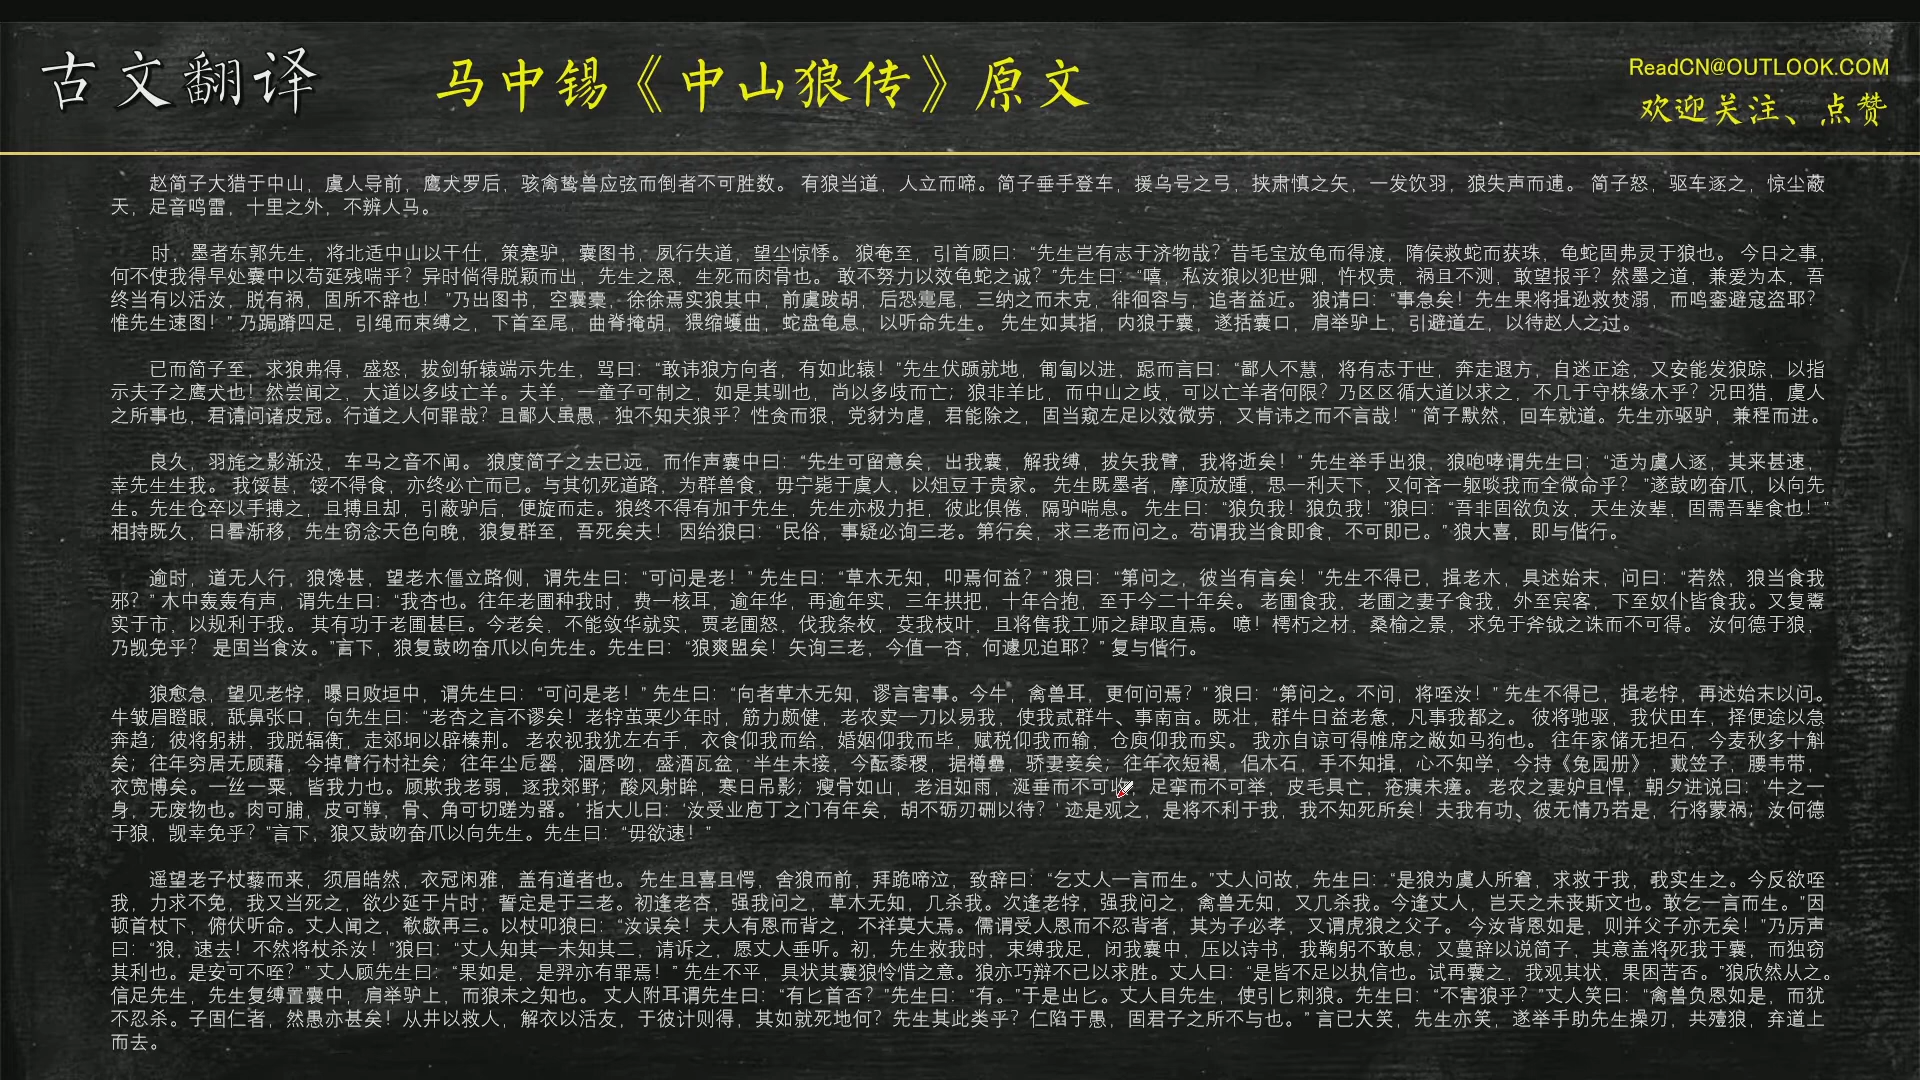 古文翻译
马中锡《中山狼传》原文
ReadCN@OUTLOOK.COM
欢迎关注、点赞
赵简子大猎于中山，虞人导前，鹰犬罗后，骇禽鸷兽应弦而倒者不可胜数。 有狼当道，人立而啼。简子垂手登车，援乌号之弓，挟肃慎之矢，一发饮羽，狼失声而逋。 简子怒，驱车逐之，惊尘蔽
天，足音鸣雷，十里之外，不辨人马。
时，墨者东郭先生，将北适中山以干仕，策蹇驴，囊图书，夙行失道，望尘惊悸。 狼奄至，引首顾曰：“先生岂有志于济物哉？昔毛宝放龟而得渡，隋侯救蛇而获珠，龟蛇固弗灵于狼也。 今日之事，
何不使我得早处囊中以苟延残喘乎？异时倘得脱颖而出，先生之恩，生死而肉骨也。 敢不努力以效龟蛇之诚？”先生曰：“嘻，私汝狼以犯世卿，忤权贵，祸且不测，敢望报乎？然墨之道，兼爱为本，吾
终当有以活汝，脱有祸，固所不辞也！”乃出图书，空囊橐，徐徐焉实狼其中，前虞跋胡，后恐疐尾，三纳之而未克，徘徊容与，追者益近。 狼请曰：“事急矣！先生果将揖逊救焚溺，而鸣銮避寇盗耶？
惟先生速图！”乃跼蹐四足，引绳而束缚之，下首至尾，曲脊掩胡，猬缩蠖曲，蛇盘龟息，以听命先生。 先生如其指，内狼于囊，遂括囊口，肩举驴上，引避道左，以待赵人之过。
已而简子至，求狼弗得，盛怒，拔剑斩辕端示先生，骂曰：“敢讳狼方向者，有如此辕！”先生伏踬就地，匍匐以进，跽而言曰：“鄙人不慧，将有志于世，奔走遐方，自迷正途，又安能发狼踪，以指
示夫子之鹰犬也！然尝闻之，大道以多歧亡羊。夫羊，一童子可制之，如是其驯也，尚以多歧而亡；狼非羊比，而中山之歧，可以亡羊者何限？乃区区循大道以求之，不几于守株缘木乎？况田猎，虞人
之所事也，君请问诸皮冠。行道之人何罪哉？且鄙人虽愚，独不知夫狼乎？性贪而狠，党豺为虐，君能除之，固当窥左足以效微劳，又肯讳之而不言哉！” 简子默然，回车就道。先生亦驱驴，兼程而进。
良久，羽旄之影渐没，车马之音不闻。 狼度简子之去已远，而作声囊中曰：“先生可留意矣，出我囊，解我缚，拔矢我臂，我将逝矣！”先生举手出狼，狼咆哮谓先生曰：“适为虞人逐，其来甚速，
幸先生生我。 我馁甚，馁不得食，亦终必亡而已。与其饥死道路，为群兽食，毋宁毙于虞人，以俎豆于贵家。 先生既墨者，摩顶放踵，思一利天下，又何吝一躯啖我而全微命乎？ ”遂鼓吻奋爪，以向先
生。先生仓卒以手搏之，且搏且却，引蔽驴后，便旋而走。狼终不得有加于先生，先生亦极力拒，彼此俱倦，隔驴喘息。 先生曰：“狼负我！狼负我！”狼曰：“吾非固欲负汝，天生汝辈，固需吾辈食也！”
相持既久，日晷渐移，先生窃念天色向晚，狼复群至，吾死矣夫！ 因绐狼曰：“民俗，事疑必询三老。第行矣，求三老而问之。苟谓我当食即食，不可即已。”狼大喜，即与偕行。
逾时，道无人行，狼馋甚，望老木僵立路侧，谓先生曰：“可问是老！”先生曰：“草木无知，叩焉何益？”狼曰：“第问之，彼当有言矣！”先生不得已，揖老木，具述始末，问曰：“若然，狼当食我
邪？”木中轰轰有声，谓先生曰：“我杏也。往年老圃种我时，费一核耳，逾年华，再逾年实，三年拱把，十年合抱，至于今二十年矣。 老圃食我，老圃之妻子食我，外至宾客，下至奴仆皆食我。又复鬻
实于市，以规利于我。 其有功于老圃甚巨。今老矣，不能敛华就实，贾老圃怒，伐我条枚，芟我枝叶，且将售我工师之肆取直焉。 噫！樗朽之材，桑榆之景，求免于斧钺之诛而不可得。 汝何德于狼，
乃觊免乎？ 是固当食汝。”言下，狼复鼓吻奋爪以向先生。先生曰：“狼爽盟矣！矢询三老，今值一杏，何遽见迫耶？”复与偕行。
狼愈急，望见老牸，曝日败垣中，谓先生曰：“可问是老！”先生曰：“向者草木无知，谬言害事。今牛，禽兽耳，更何问焉？”狼曰：“第问之。不问，将咥汝！”先生不得已，揖老牸，再述始末以问。
牛皱眉瞪眼，舐鼻张口，向先生曰：“老杏之言不谬矣！老牸茧栗少年时，筋力颇健，老农卖一刀以易我，使我贰群牛、事南亩。既壮，群牛日益老惫，凡事我都之。 彼将驰驱，我伏田车，择便途以急
奔趋；彼将躬耕，我脱辐衡，走郊坰以辟榛荆。 老农视我犹左右手，衣食仰我而给，婚姻仰我而毕，赋税仰我而输，仓庾仰我而实。 我亦自谅可得帷席之敝如马狗也。 往年家储无担石，今麦秋多十斛
矣；往年穷居无顾藉，今掉臂行村社矣；往年尘卮罂，涸唇吻，盛酒瓦盆，半生未接，今酝黍稷，据樽罍，骄妻妾矣；往年衣短褐，侣木石，手不知揖，心不知学，今持《兔园册》，戴笠子，腰韦带，
衣宽博矣。一丝一粟，皆我力也。顾欺我老弱，逐我郊野；酸风射眸，寒日吊影；瘦骨如山，老泪如雨，涎垂而不可收，足挛而不可举，皮毛具亡，疮痍未瘥。 老农之妻妒且悍，朝夕进说曰：‘牛之一
身，无废物也。肉可脯，皮可鞟，骨、角可切磋为器。’指大儿曰：‘汝受业庖丁之门有年矣，胡不砺刃硎以待？’迹是观之，是将不利于我，我不知死所矣！夫我有功、彼无情乃若是，行将蒙祸；汝何德
于狼，觊幸免乎？”言下，狼又鼓吻奋爪以向先生。先生曰：“毋欲速！”
遥望老子杖藜而来，须眉皓然，衣冠闲雅，盖有道者也。 先生且喜且愕，舍狼而前，拜跪啼泣，致辞曰：“乞丈人一言而生。”丈人问故，先生曰：“是狼为虞人所窘，求救于我，我实生之。今反欲咥
我，力求不免，我又当死之，欲少延于片时，誓定是于三老。初逢老杏，强我问之，草木无知，几杀我。次逢老牸，强我问之，禽兽无知，又几杀我。今逢丈人，岂天之未丧斯文也。敢乞一言而生。”因
顿首杖下，俯伏听命。丈人闻之，欷歔再三。以杖叩狼曰：“汝误矣！夫人有恩而背之，不祥莫大焉。儒谓受人恩而不忍背者，其为子必孝，又谓虎狼之父子。 今汝背恩如是，则并父子亦无矣！”乃厉声
曰：“狼，速去！不然将杖杀汝！”狼曰：“丈人知其一未知其二，请诉之，愿丈人垂听。初，先生救我时，束缚我足，闭我囊中，压以诗书，我鞠躬不敢息；又蔓辞以说简子，其意盖将死我于囊，而独窃
其利也。是安可不咥？”丈人顾先生曰：“果如是，是羿亦有罪焉！”先生不平，具状其囊狼怜惜之意。狼亦巧辩不已以求胜。丈人曰：“是皆不足以执信也。试再囊之，我观其状，果困苦否。”狼欣然从之。
信足先生，先生复缚置囊中，肩举驴上，而狼未之知也。 丈人附耳谓先生曰：“有匕首否？”先生曰：“有。”于是出匕。丈人目先生，使引匕刺狼。先生曰：“不害狼乎？”丈人笑曰：“禽兽负恩如是，而犹
不忍杀。子固仁者，然愚亦甚矣！从井以救人，解衣以活友，于彼计则得，其如就死地何？先生其此类乎？仁陷于愚，固君子之所不与也。”言已大笑，先生亦笑，遂举手助先生操刃，共殪狼，弃道上
而去。